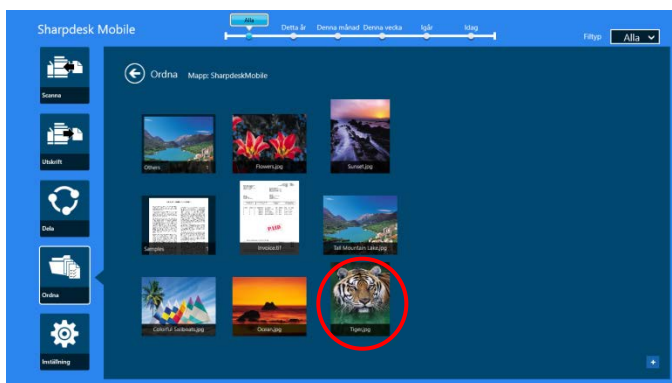 Sharpdesk Mobile
Alla
Detta år
Denna månad
Denna vecka
Igår
Idag
Filtyp
Alla
Scanna
Utskrift
Dela
Ordna
Inställning
Ordna
Mapp: SharpdeskMobile
Others
Flowers.jpg
Sunset.jpg
Samples
PAID
Invoice.tif
Tall Mountain Lake.jpg
Colorful Sailboats.jpg
Ocean.jpg
Tiger.jpg